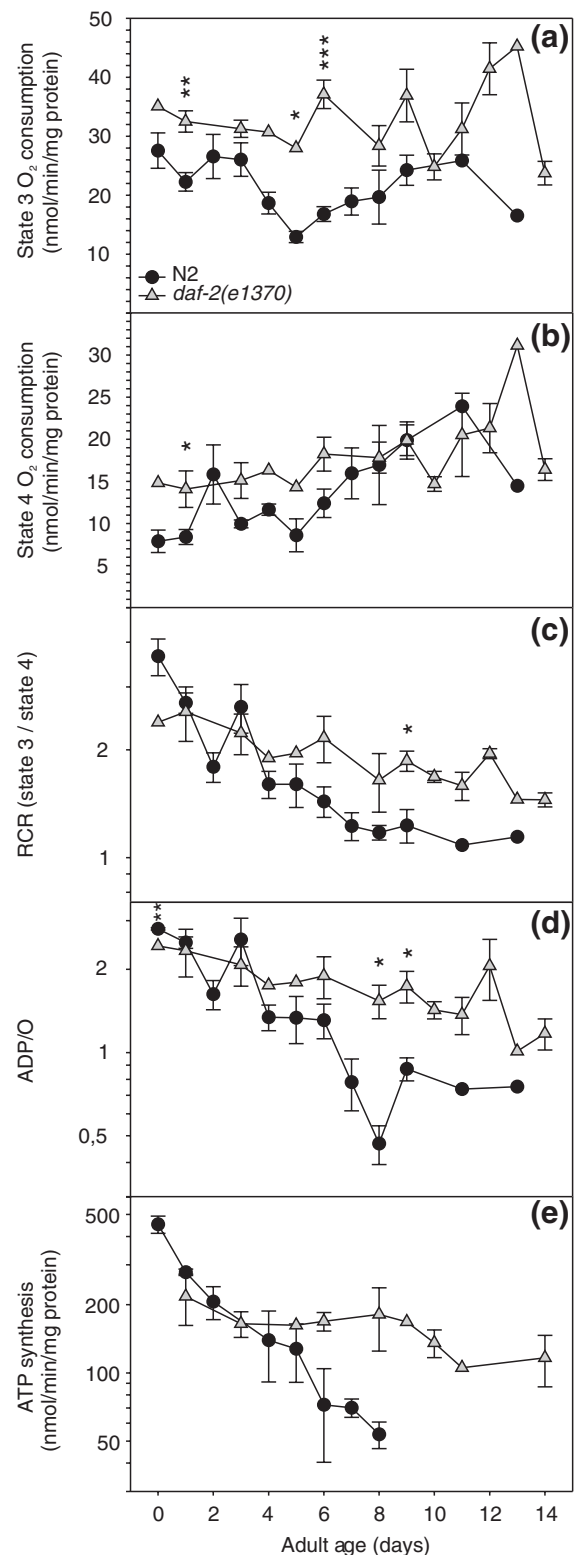 (a)
State 3 O₂ consumption
(nmol/min/mg protein)
50
40
30
20
10
**
*
***
N2
daf-2(e1370)
(b)
State 4 O₂ consumption
(nmol/min/mg protein)
30
25
20
15
10
5
*
(c)
RCR (state 3 / state 4)
2
1
*
(d)
ADP/O
2
1
0,5
**
*
*
(e)
ATP synthesis
(nmol/min/mg protein)
500
200
100
50
0 2 4 6 8 10 12 14
Adult age (days)